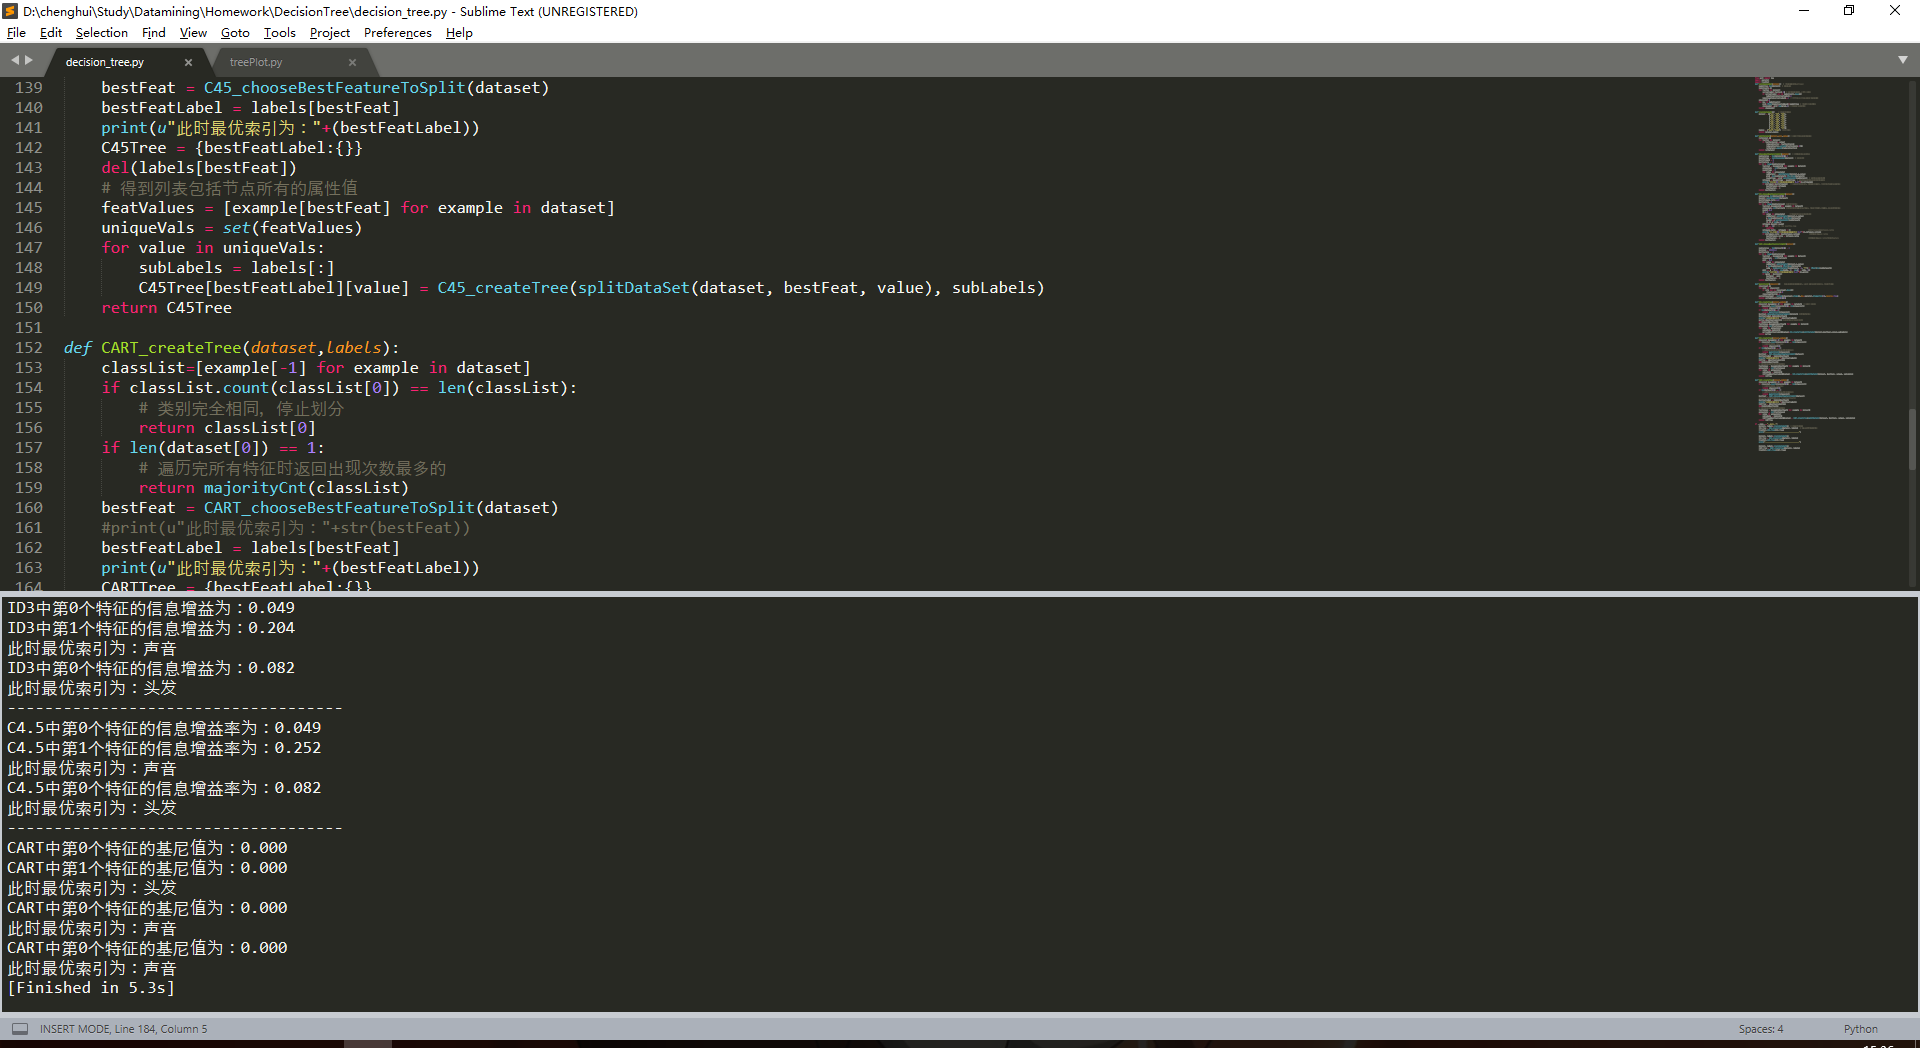 D:\chenghui\Study\Datamining\Homework\DecisionTree\decision_tree.py - Sublime Text (UNREGISTERED)
File Edit Selection Find View Goto Tools Project Preferences Help
decision_tree.py × treePlot.py ×
139 bestFeat = C45_chooseBestFeatureToSplit(dataset)
140 bestFeatLabel = labels[bestFeat]
141 print(u"此时最优索引为："+(bestFeatLabel))
142 C45Tree = {bestFeatLabel:{}}
143 del(labels[bestFeat])
144 # 得到列表包括节点所有的属性值
145 featValues = [example[bestFeat] for example in dataset]
146 uniqueVals = set(featValues)
147 for value in uniqueVals:
148 subLabels = labels[:]
149 C45Tree[bestFeatLabel][value] = C45_createTree(splitDataSet(dataset, bestFeat, value), subLabels)
150 return C45Tree
151
152 def CART_createTree(dataset,labels):
153 classList=[example[-1] for example in dataset]
154 if classList.count(classList[0]) == len(classList):
155 # 类别完全相同，停止划分
156 return classList[0]
157 if len(dataset[0]) == 1:
158 # 遍历完所有特征时返回出现次数最多的
159 return majorityCnt(classList)
160 bestFeat = CART_chooseBestFeatureToSplit(dataset)
161 #print(u"此时最优索引为："+str(bestFeat))
162 bestFeatLabel = labels[bestFeat]
163 print(u"此时最优索引为："+(bestFeatLabel))
164 CARTTree = {bestFeatLabel:{}}
ID3中第0个特征的信息增益为：0.049
ID3中第1个特征的信息增益为：0.204
此时最优索引为：声音
ID3中第0个特征的信息增益为：0.082
此时最优索引为：头发
------------------------------------
C4.5中第0个特征的信息增益率为：0.049
C4.5中第1个特征的信息增益率为：0.252
此时最优索引为：声音
C4.5中第0个特征的信息增益率为：0.082
此时最优索引为：头发
------------------------------------
CART中第0个特征的基尼值为：0.000
CART中第1个特征的基尼值为：0.000
此时最优索引为：头发
CART中第0个特征的基尼值为：0.000
此时最优索引为：声音
CART中第0个特征的基尼值为：0.000
此时最优索引为：声音
[Finished in 5.3s]
INSERT MODE, Line 184, Column 5 Spaces: 4 Python